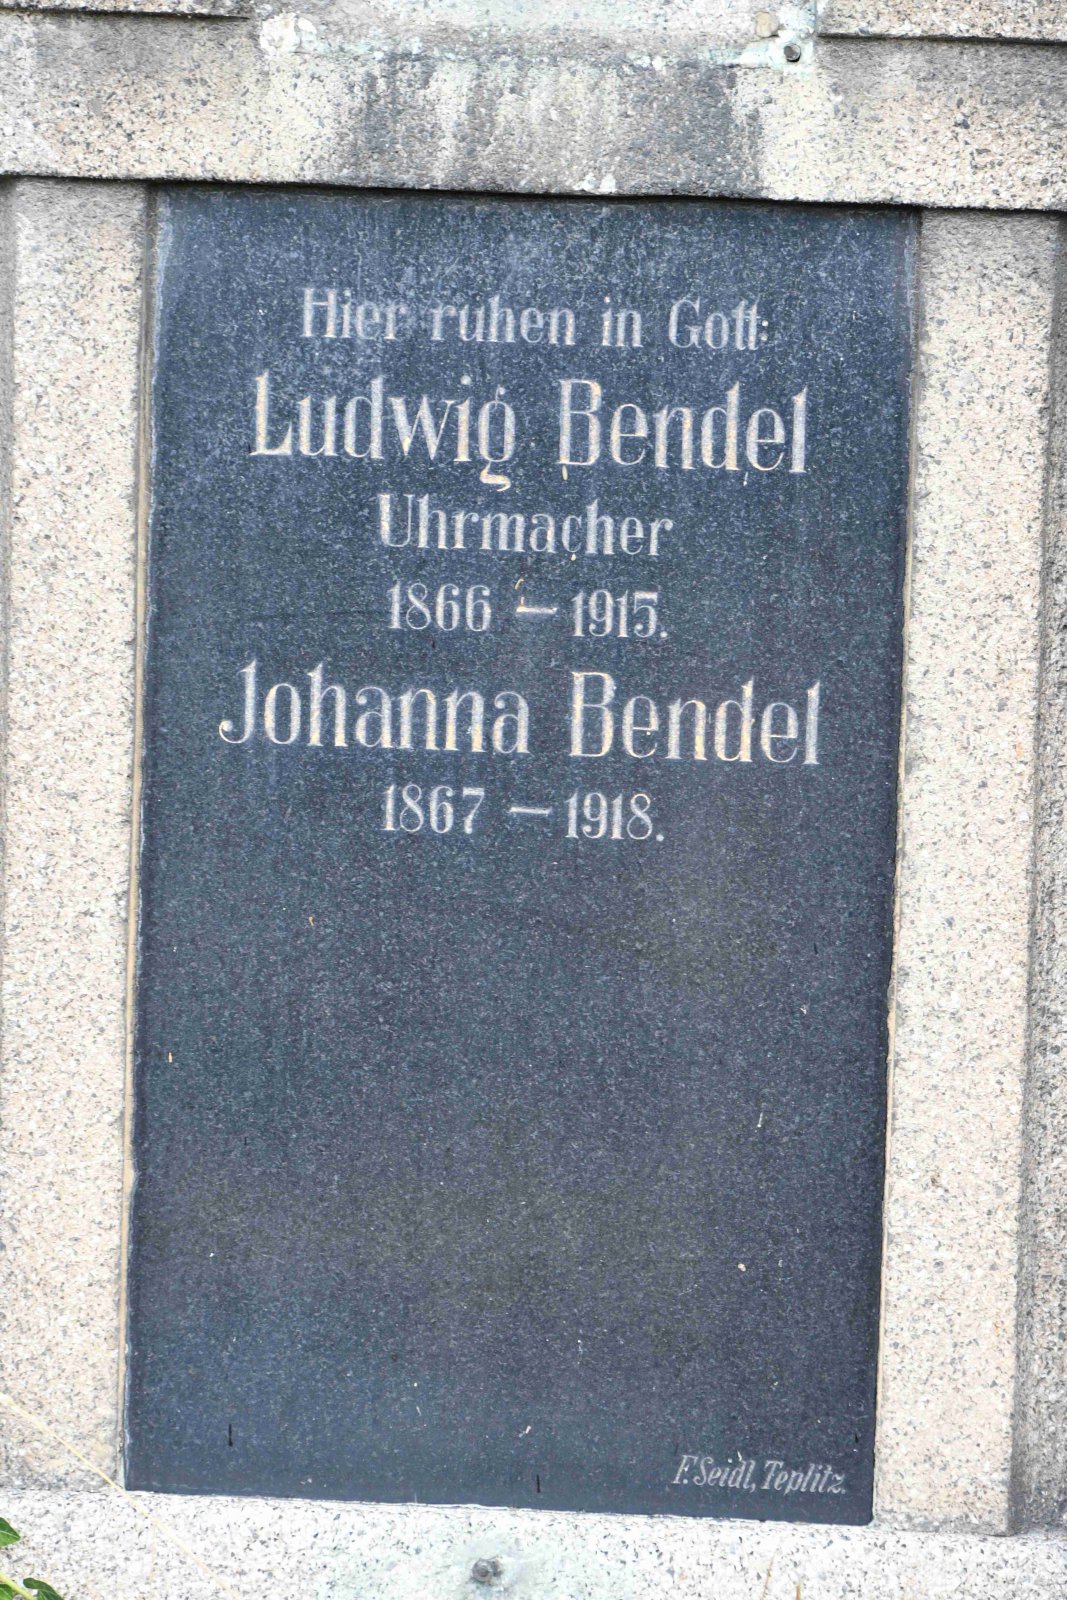 Hier ruhen in Gott:
Ludwig Bendel
Uhrmacher
1866 – 1915.
Johanna Bendel
1867 – 1918.
F. Seidl, Teplitz.